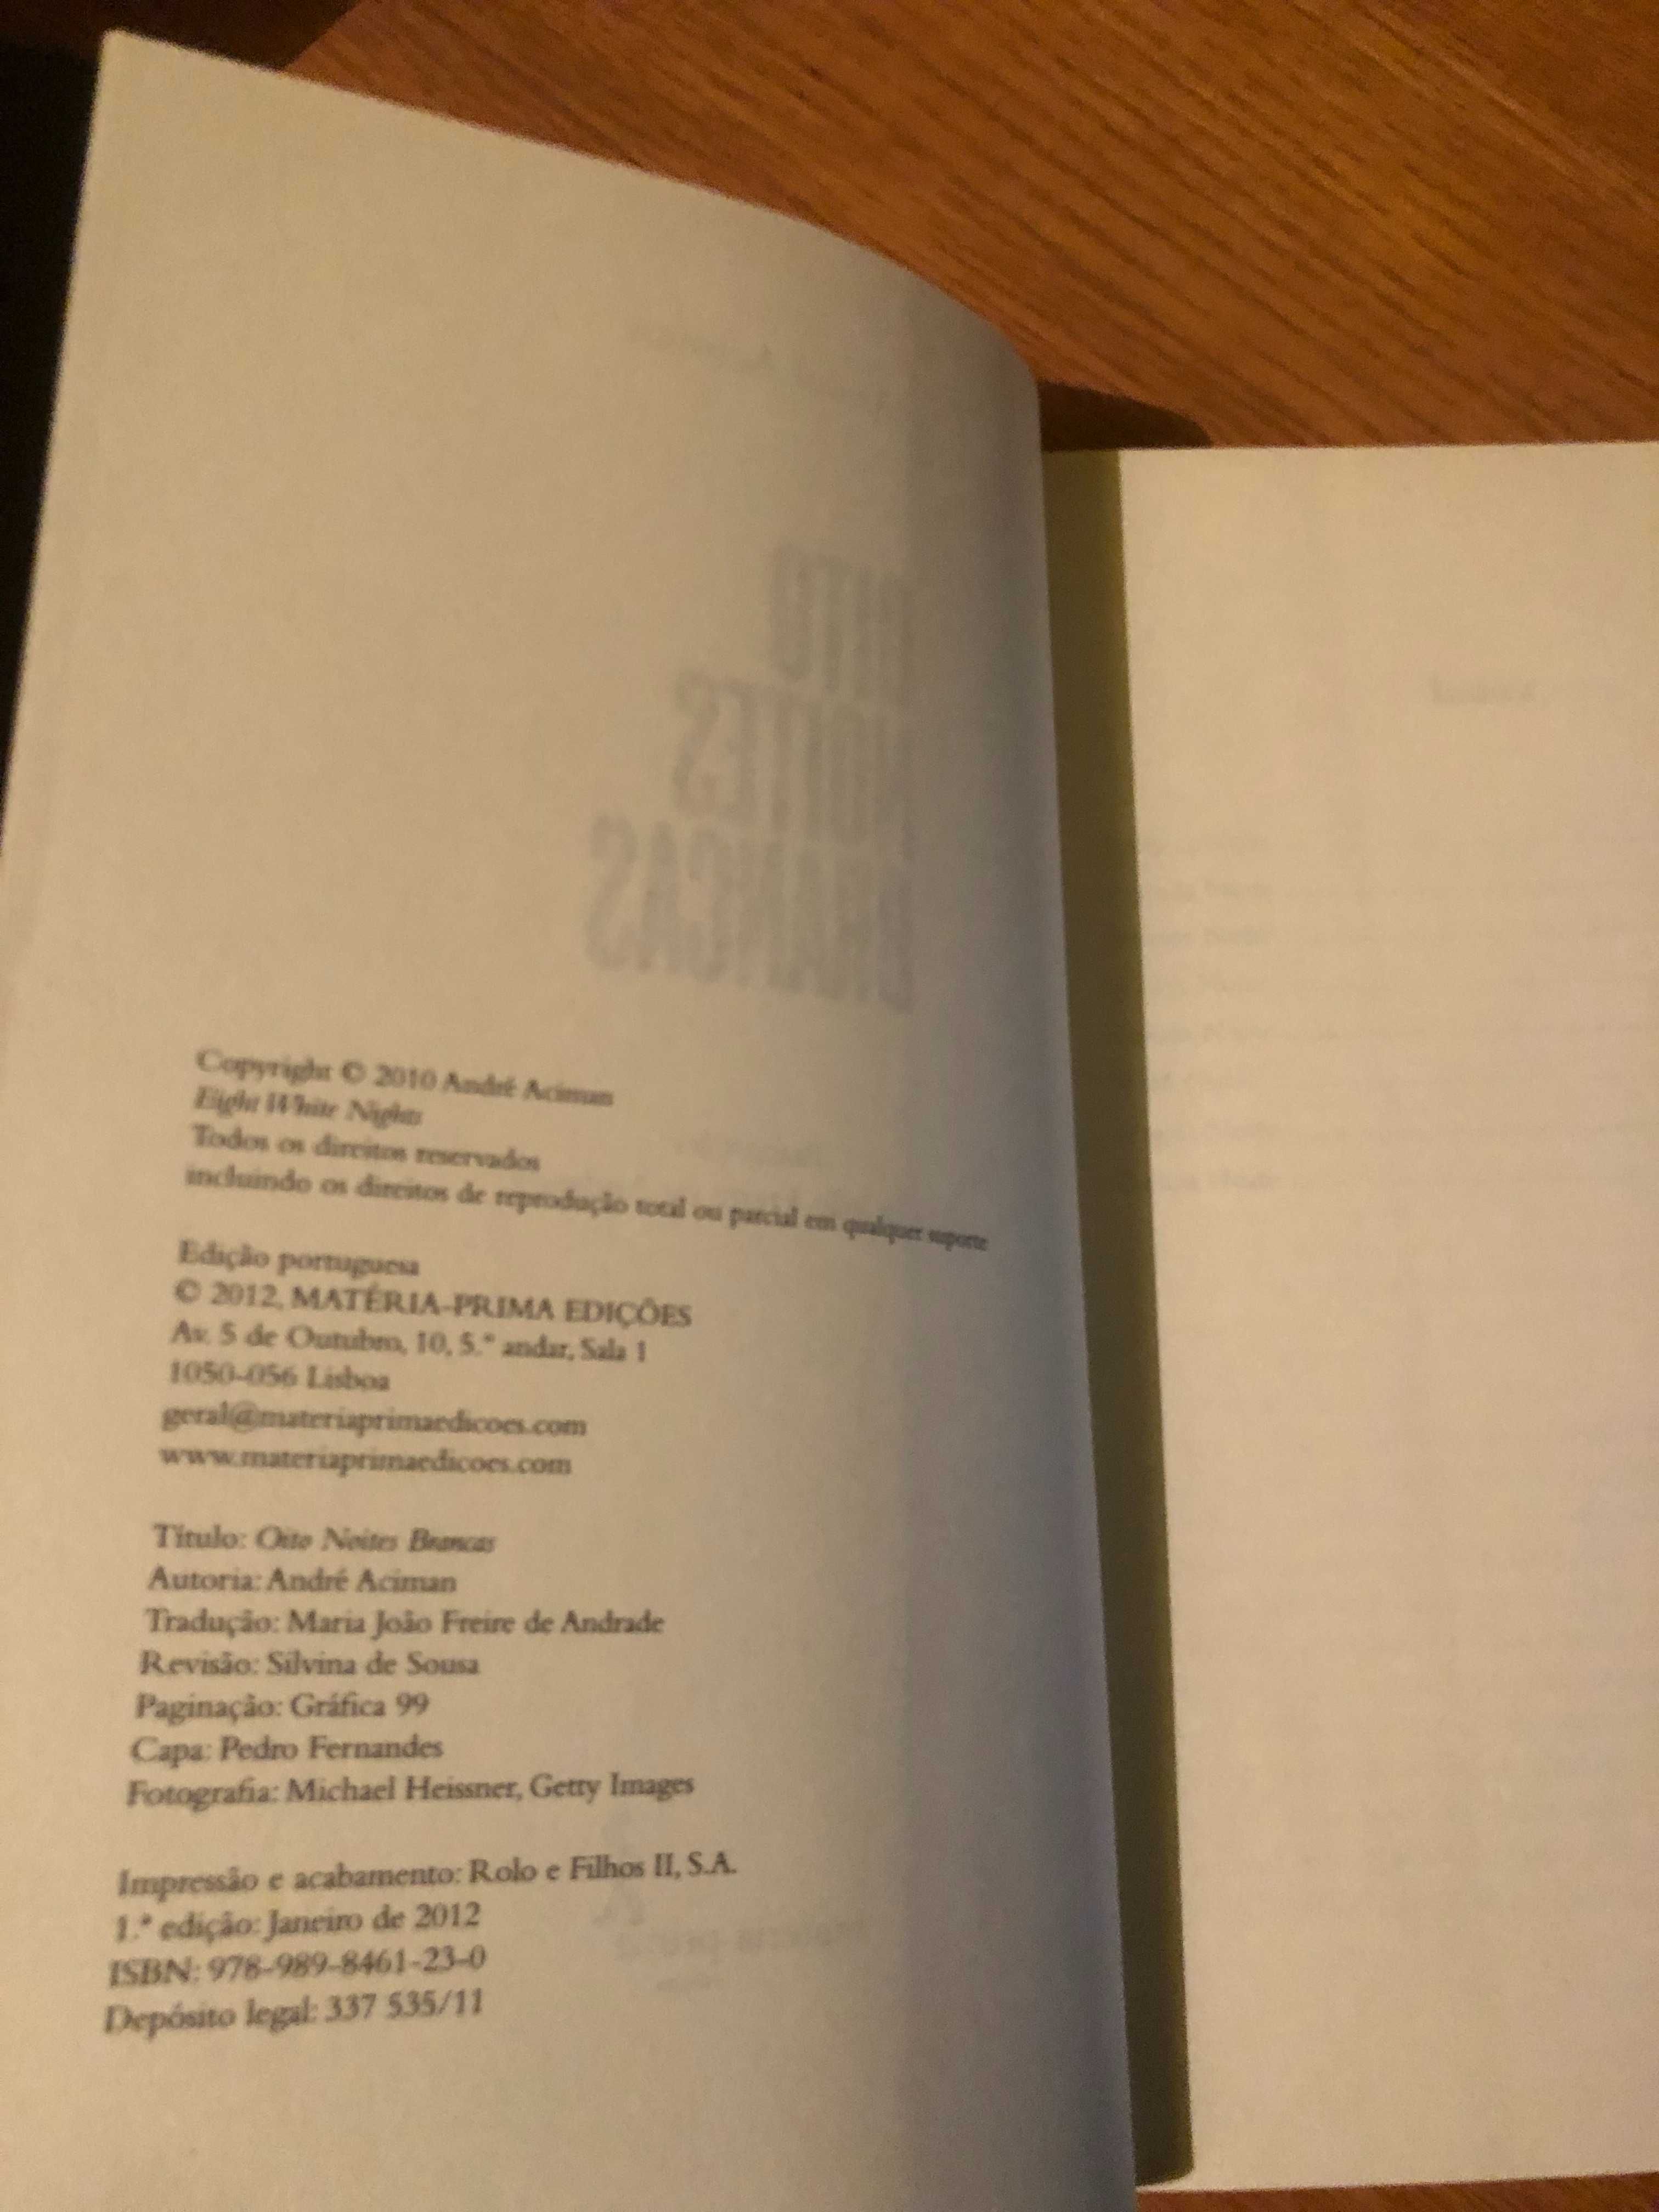 OITO
NOITES
BRANCAS
Copyright © 2010 André Aciman
Eight White Nights
Todos os direitos reservados
incluindo os direitos de reprodução total ou parcial em qualquer suporte
Edição portuguesa
© 2012, MATÉRIA-PRIMA EDIÇÕES
Av. 5 de Outubro, 10, 5.º andar, Sala 1
1050-056 Lisboa
geral@materiaprimaedicoes.com
www.materiaprimaedicoes.com
Título: Oito Noites Brancas
Autoria: André Aciman
Tradução: Maria João Freire de Andrade
Revisão: Silvina de Sousa
Paginação: Gráfica 99
Capa: Pedro Fernandes
Fotografia: Michael Heissner, Getty Images
Impressão e acabamento: Rolo e Filhos II, S.A.
1.ª edição: Janeiro de 2012
ISBN: 978-989-8461-23-0
Depósito legal: 337 535/11